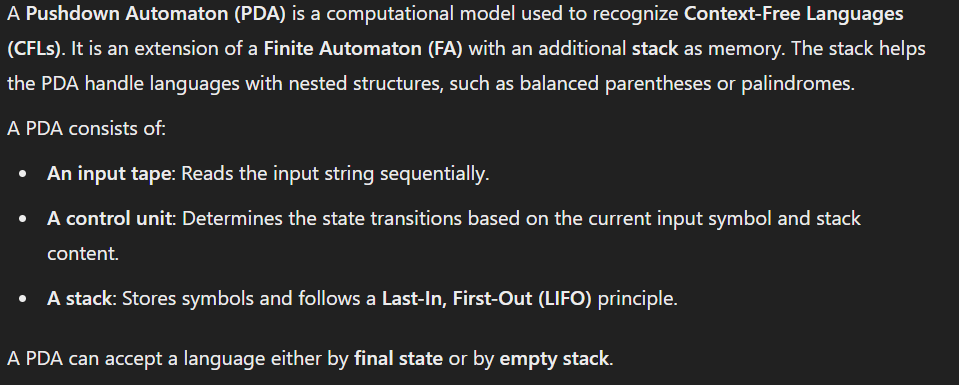 A Pushdown Automaton (PDA) is a computational model used to recognize Context-Free Languages
(CFLs). It is an extension of a Finite Automaton (FA) with an additional stack as memory. The stack helps
the PDA handle languages with nested structures, such as balanced parentheses or palindromes.
A PDA consists of:
• An input tape: Reads the input string sequentially.
• A control unit: Determines the state transitions based on the current input symbol and stack
content.
• A stack: Stores symbols and follows a Last-In, First-Out (LIFO) principle.
A PDA can accept a language either by final state or by empty stack.